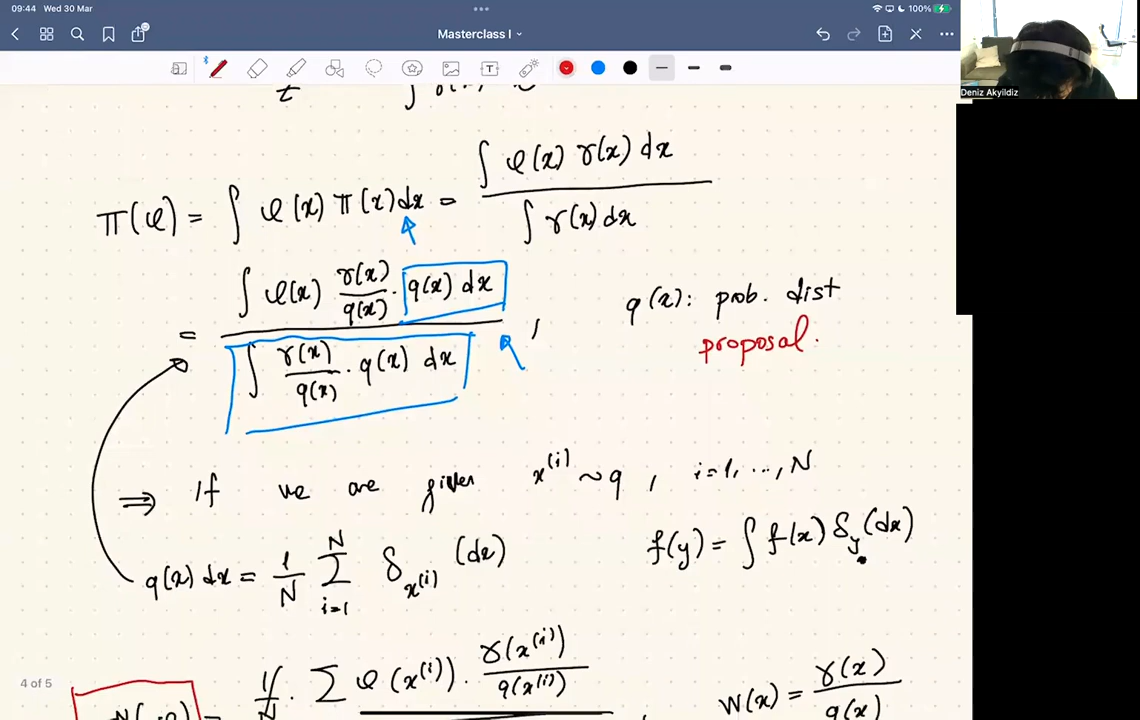 09:44 Wed 30 Mar
100%
Masterclass I
Deniz Akyildiz
π(φ) = ∫ φ(x) π(x) dx = ∫ φ(x) γ(x) dx / ∫ γ(x) dx
= ∫ φ(x) γ(x)/q(x) · q(x) dx / ∫ γ(x)/q(x) · q(x) dx ,
q(x): prob. dist
proposal.
⇒ If we are given x^(i) ~ q , i=1, ..., N
q(x) dx = 1/N Σ_{i=1}^{N} δ_{x^(i)} (dx)
f(y) = ∫ f(x) δ_y (dx)
1/N · Σ φ(x^(i)) · γ(x^(i))/q(x^(i))
W(x) = γ(x)/q(x)
4 of 5